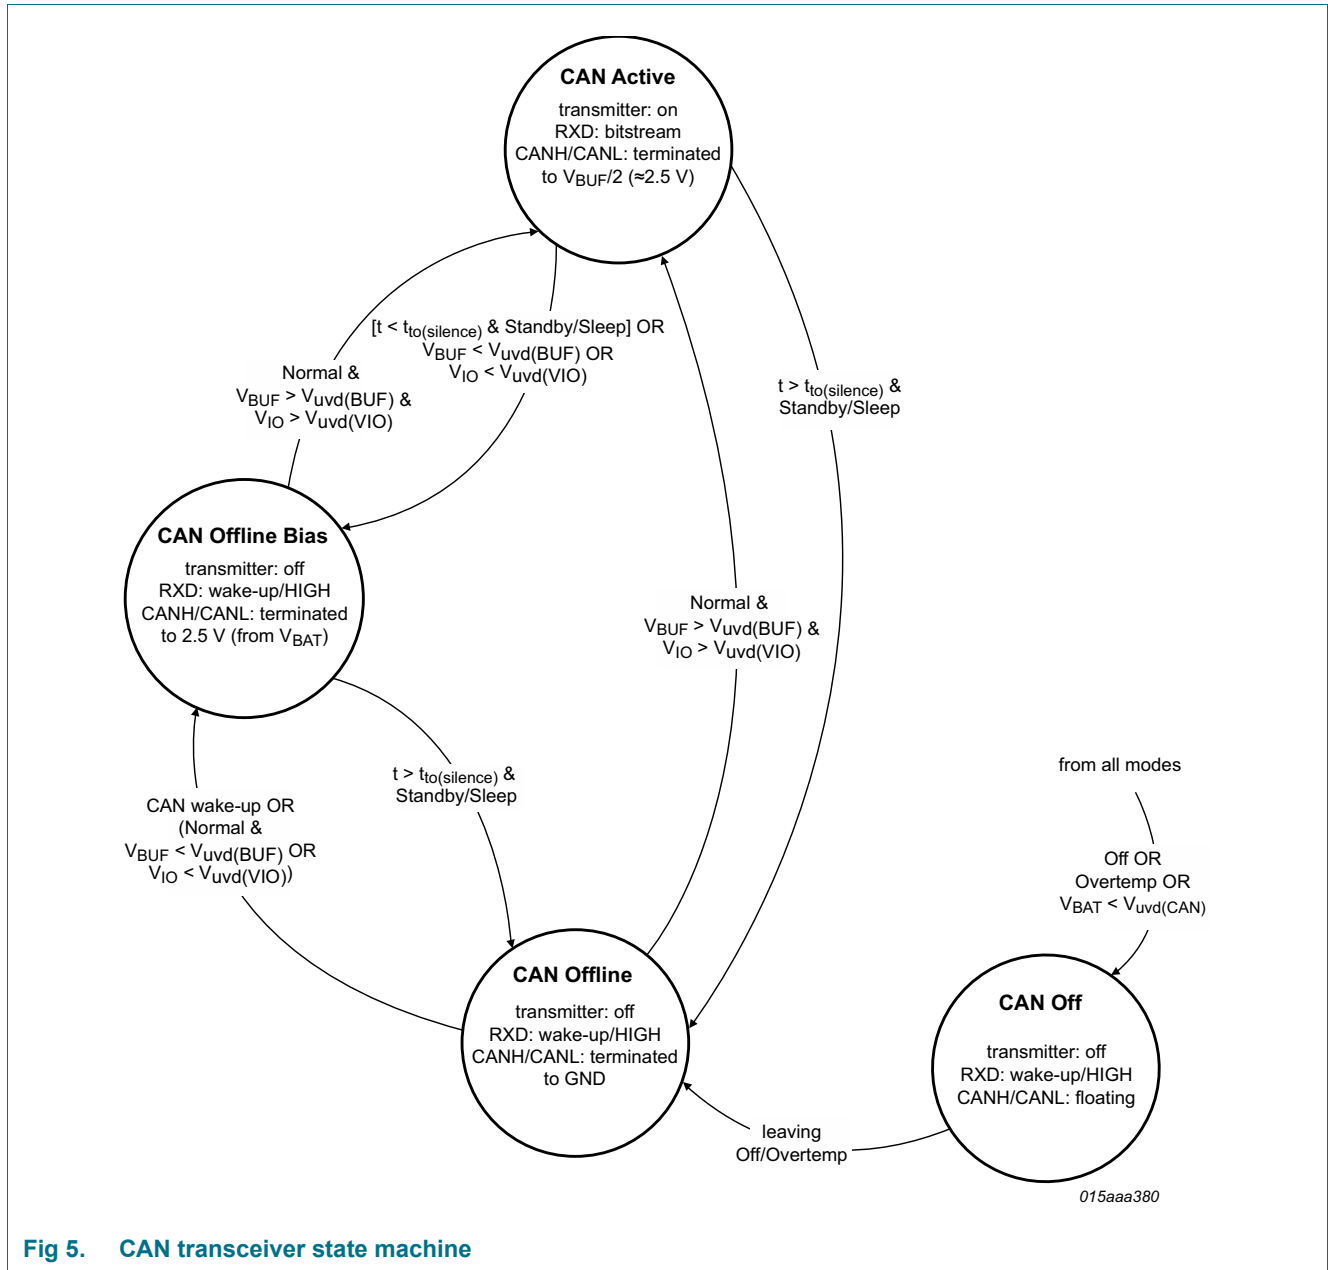 CAN Active
transmitter: on
RXD: bitstream
CANH/CANL: terminated
to VBUF/2 (≈2.5 V)
[t < tto(silence) & Standby/Sleep] OR
VBUF < Vuvd(BUF) OR
VIO < Vuvd(VIO)
Normal &
VBUF > Vuvd(BUF) &
VIO > Vuvd(VIO)
t > tto(silence) &
Standby/Sleep
CAN Offline Bias
transmitter: off
RXD: wake-up/HIGH
CANH/CANL: terminated
to 2.5 V (from VBAT)
Normal &
VBUF > Vuvd(BUF) &
VIO > Vuvd(VIO)
t > tto(silence) &
Standby/Sleep
CAN wake-up OR
(Normal &
VBUF < Vuvd(BUF) OR
VIO < Vuvd(VIO))
from all modes
Off OR
Overtemp OR
VBAT < Vuvd(CAN)
CAN Offline
transmitter: off
RXD: wake-up/HIGH
CANH/CANL: terminated
to GND
CAN Off
transmitter: off
RXD: wake-up/HIGH
CANH/CANL: floating
leaving
Off/Overtemp
015aaa380
Fig 5. CAN transceiver state machine